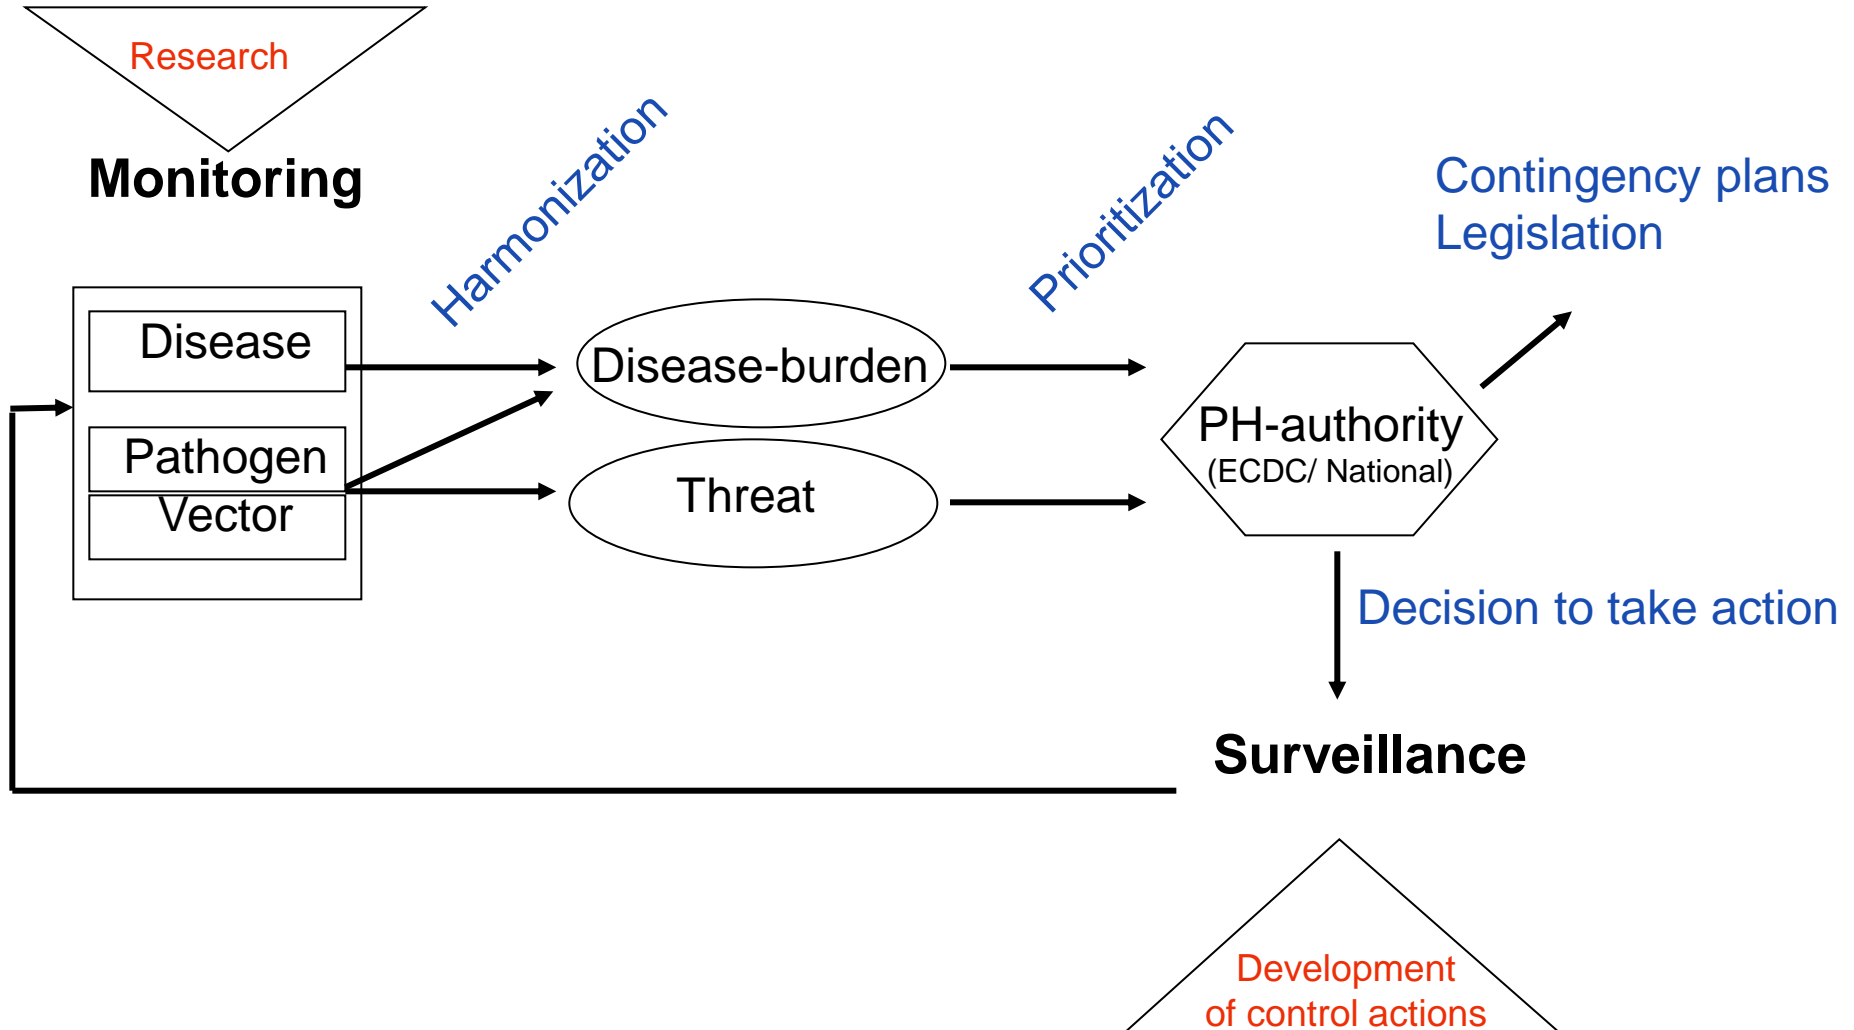 Research
Monitoring
Harmonization
Prioritization
Contingency plans
Legislation
Disease
Pathogen
Vector
Disease-burden
Threat
PH-authority
(ECDC/ National)
Decision to take action
Surveillance
Development
of control actions